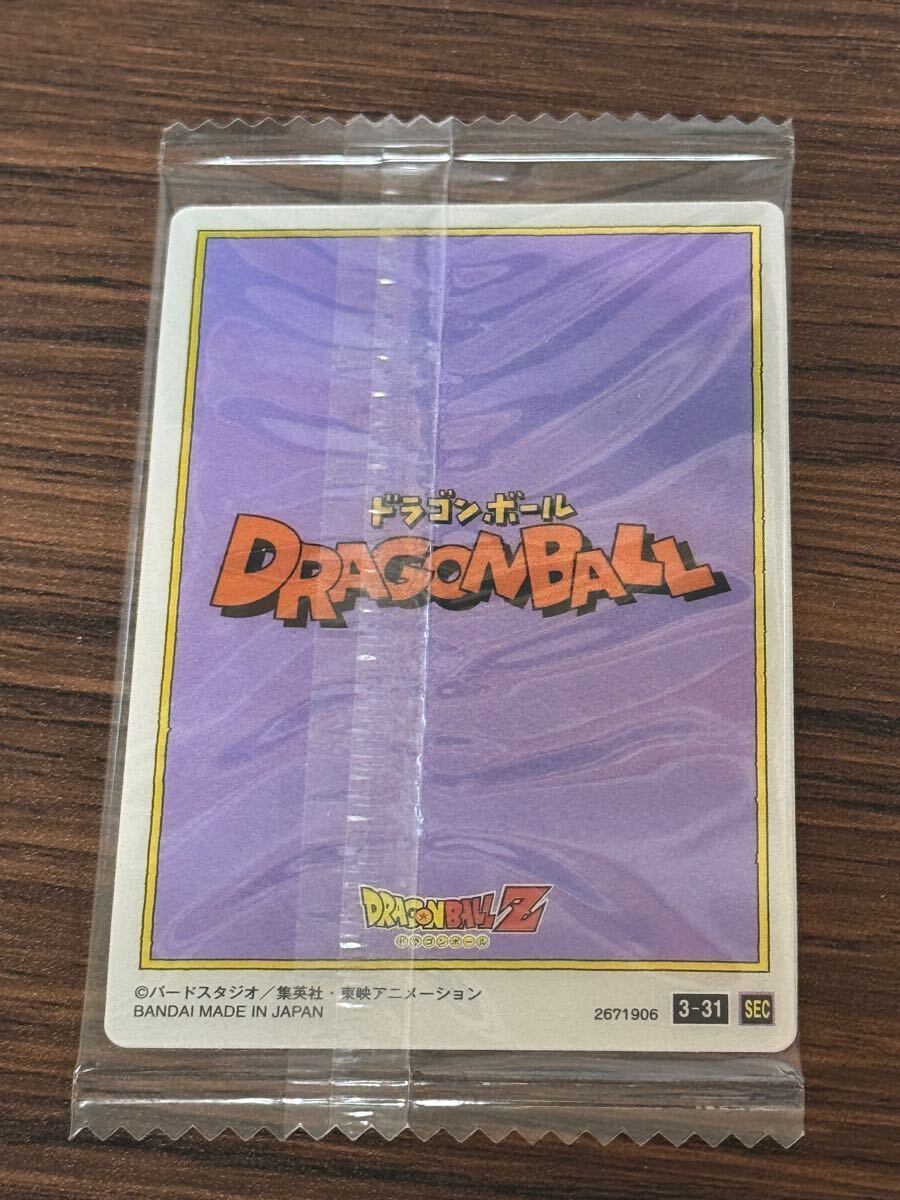 ドラゴンボール
DRAGONBALL
DRAGONBALL Z
ドラゴンボール
©バードスタジオ／集英社・東映アニメーション
BANDAI MADE IN JAPAN
2671906 3-31 SEC